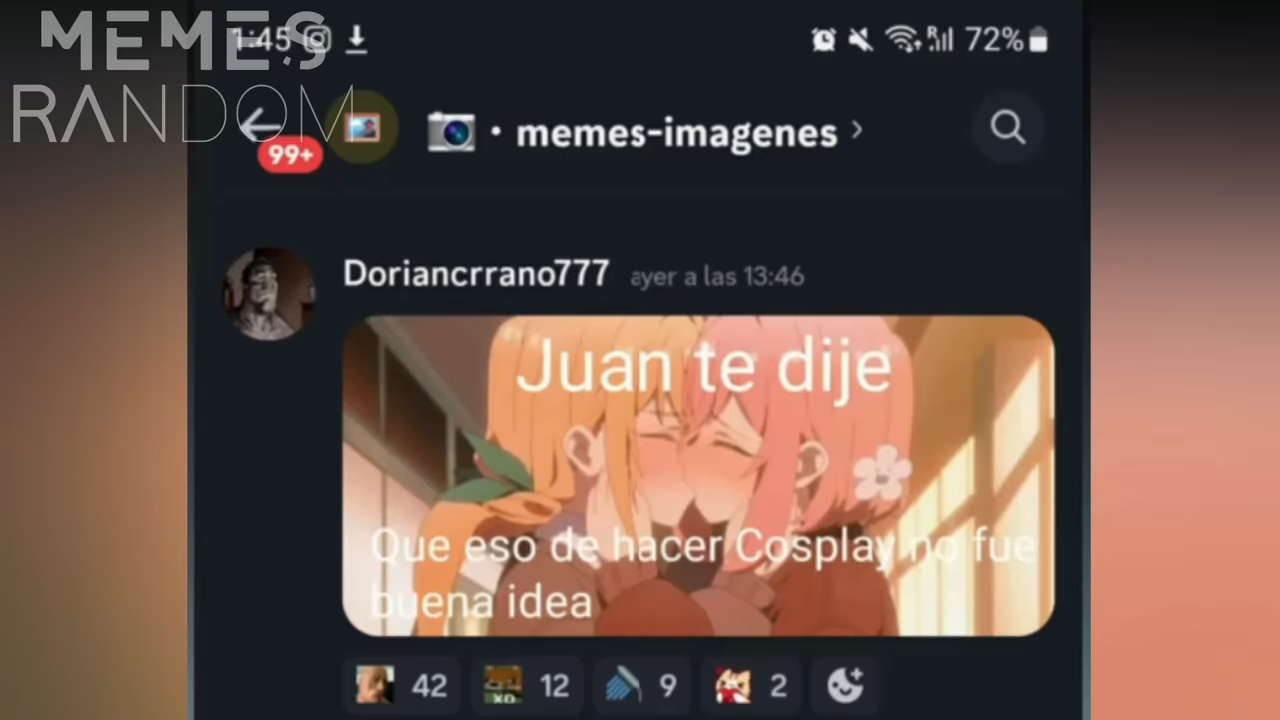 MEMES
RANDOM
1:45
72%
99+
• memes-imagenes
Doriancrrano777 ayer a las 13:46
Juan te dije
Que eso de hacer Cosplay no fue
buena idea
XD
42 12 9 2